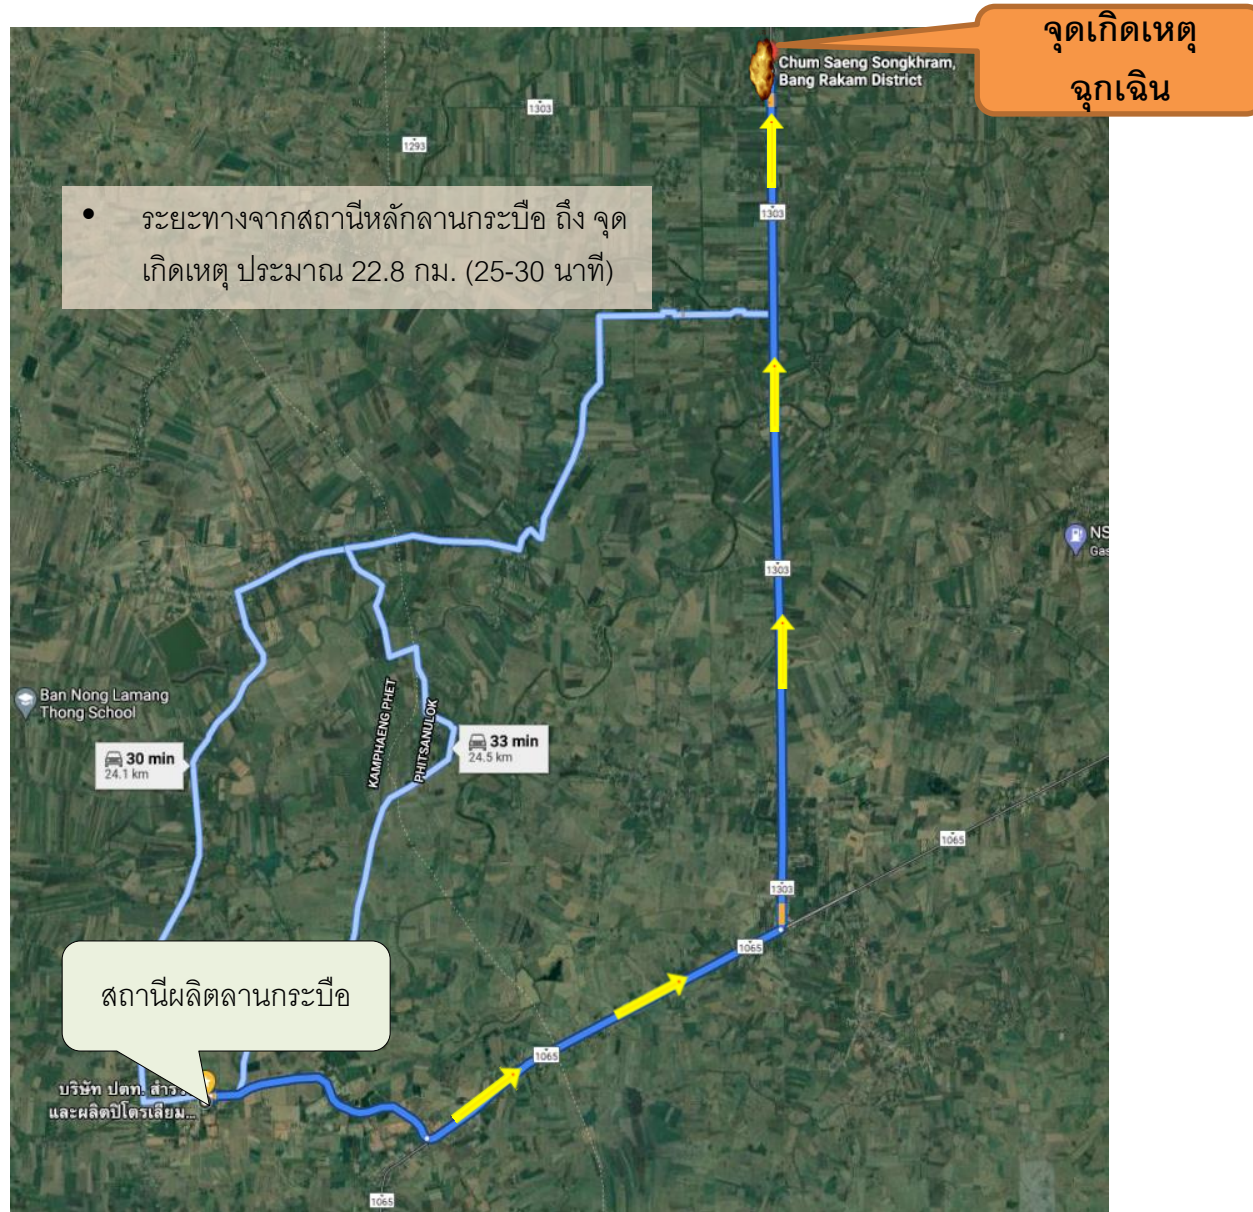 จุดเกิดเหตุ
ฉุกเฉิน
Chum Saeng Songkhram,
Bang Rakam District
1303
1293
• ระยะทางจากสถานีหลักลานกระบือ ถึง จุด
เกิดเหตุ ประมาณ 22.8 กม. (25-30 นาที)
1303
NS
Gas
1303
Ban Nong Lamang
Thong School
KAMPHAENG PHET
PHITSANULOK
30 min
24.1 km
33 min
24.5 km
1065
1303
1065
สถานีผลิตลานกระบือ
1065
บริษัท ปตท. สำร
และผลิตปิโตรเลียม...
1065